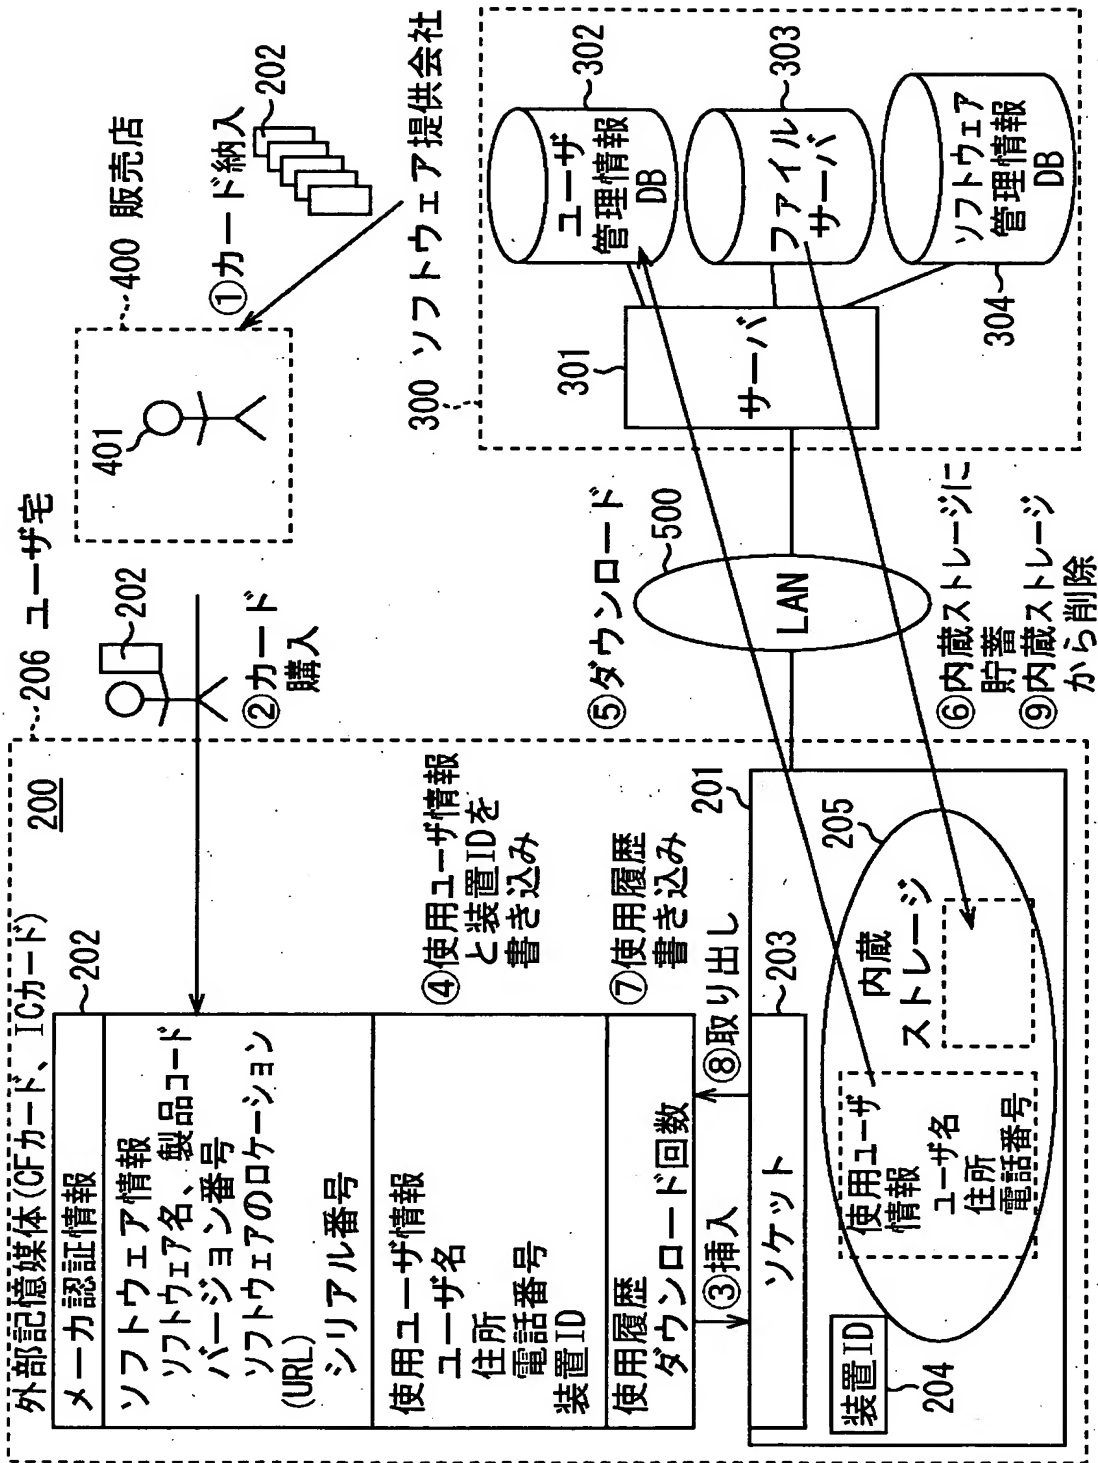 外部記憶媒体(CFカード、ICカード)
200
206 ユーザ宅
202
メーカ認証情報
ソフトウェア情報
ソフトウェア名、製品コード
バージョン番号
ソフトウェアのロケーション
(URL)
シリアル番号
使用ユーザ情報
ユーザ名
住所
電話番号
装置ID
使用履歴
ダウンロード回数
202
②カード
購入
401
400 販売店
①カード納入
202
④使用ユーザ情報
と装置IDを
書き込み
⑦使用履歴
書き込み
③挿入
⑧取り出し
ソケット
203
201
装置ID
204
使用ユーザ
情報
ユーザ名
住所
電話番号
内蔵
ストレージ
205
⑤ダウンロード
500
LAN
⑥内蔵ストレージに
貯蓄
⑨内蔵ストレージ
から削除
300 ソフトウェア提供会社
301
サーバ
ユーザ
管理情報
DB
302
ファイル
サーバ
303
ソフトウェア
管理情報
DB
304